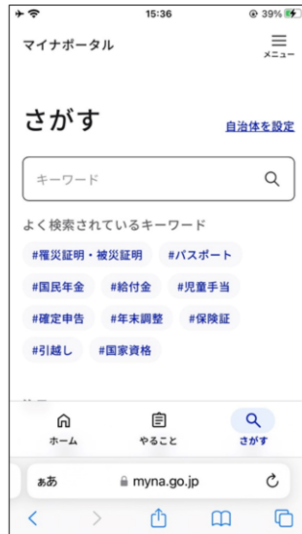 15:36
39%
マイナポータル
メニュー
さがす
自治体を設定
キーワード
よく検索されているキーワード
#罹災証明・被災証明 #パスポート
#国民年金 #給付金 #児童手当
#確定申告 #年末調整 #保険証
#引越し #国家資格
ホーム やること さがす
ぁあ myna.go.jp